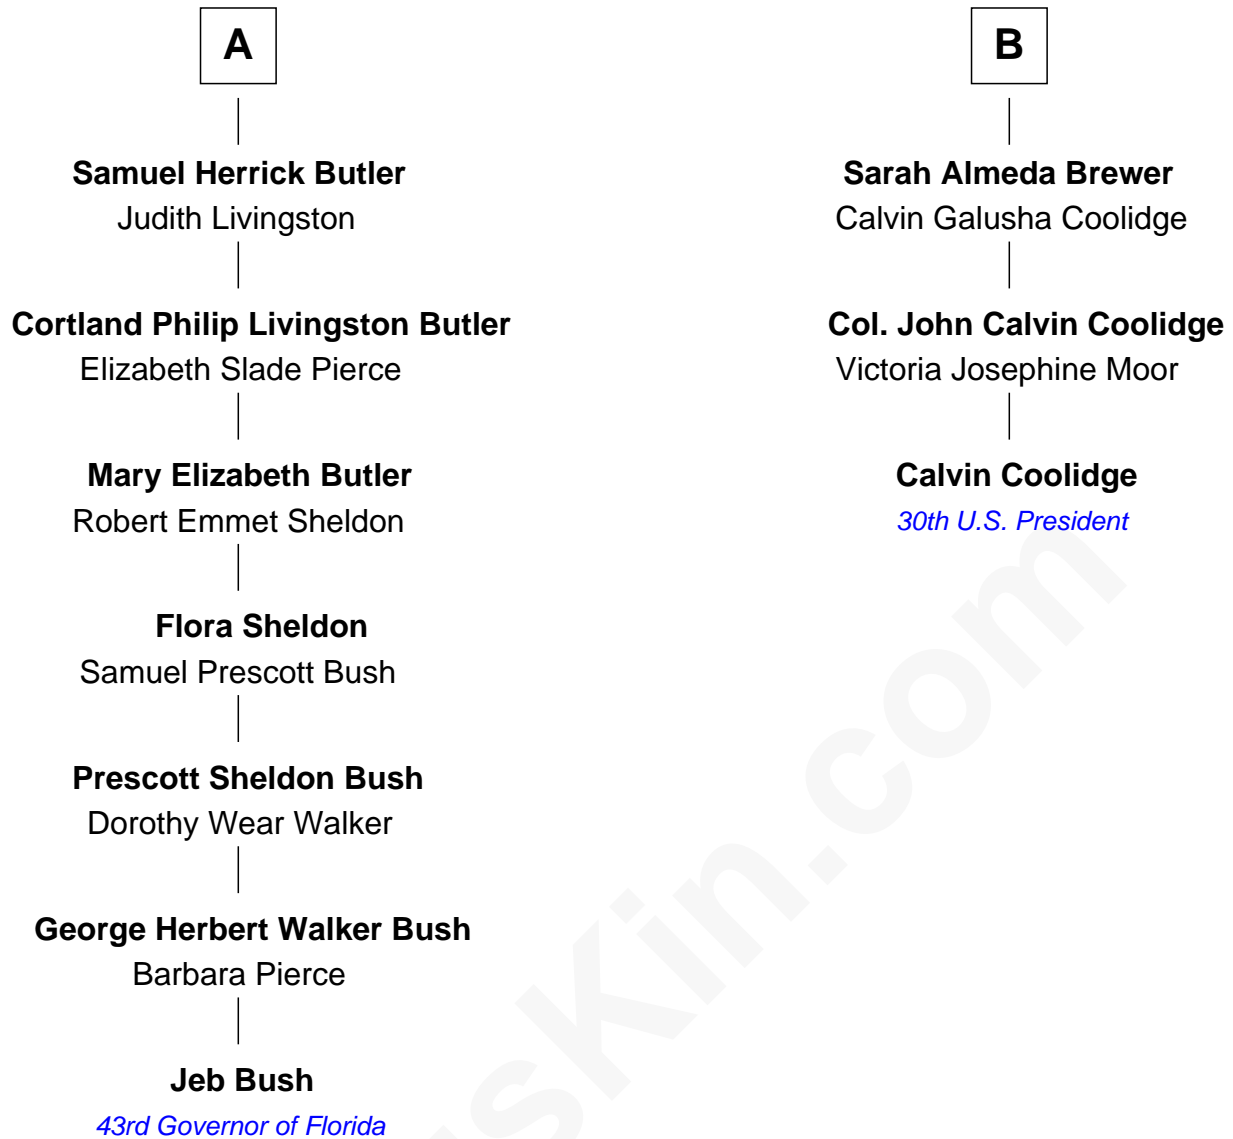 A
Samuel Herrick Butler
Judith Livingston
Cortland Philip Livingston Butler
Elizabeth Slade Pierce
Mary Elizabeth Butler
Robert Emmet Sheldon
Flora Sheldon
Samuel Prescott Bush
Prescott Sheldon Bush
Dorothy Wear Walker
George Herbert Walker Bush
Barbara Pierce
Jeb Bush
43rd Governor of Florida
B
Sarah Almeda Brewer
Calvin Galusha Coolidge
Col. John Calvin Coolidge
Victoria Josephine Moor
Calvin Coolidge
30th U.S. President